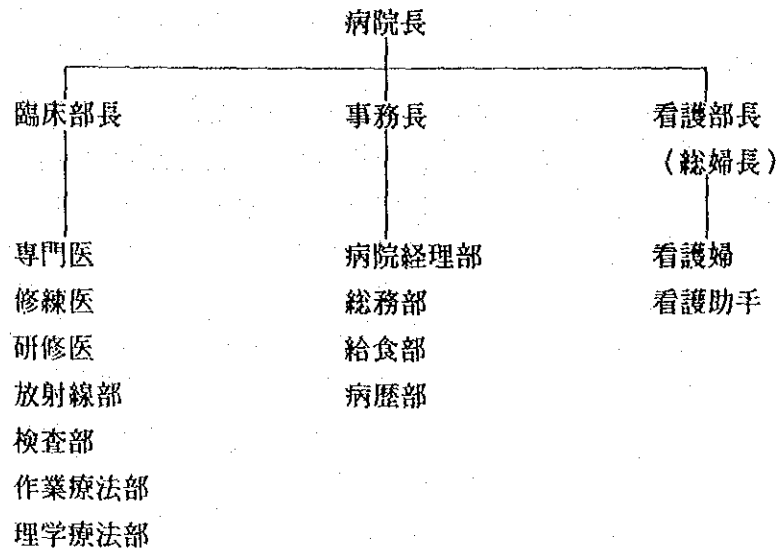 病院長
臨床部長 事務長 看護部長
(総婦長)
専門医 病院経理部 看護婦
修練医 総務部 看護助手
研修医 給食部
放射線部 病歴部
検査部
作業療法部
理学療法部